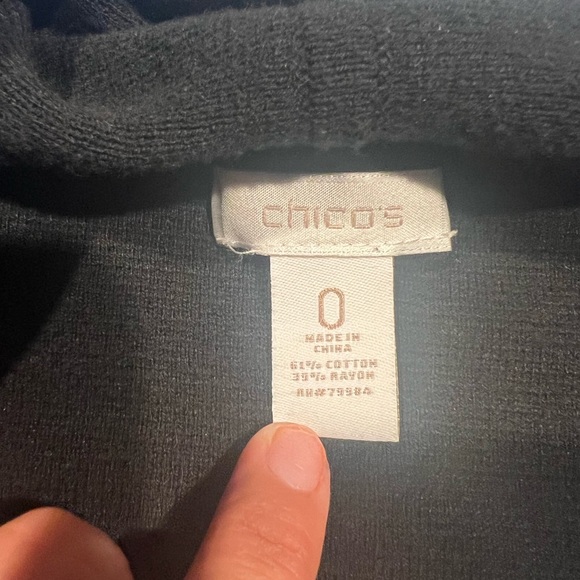 chico's
0
MADE IN
CHINA
61% COTTON
39% RAYON
RN#79984